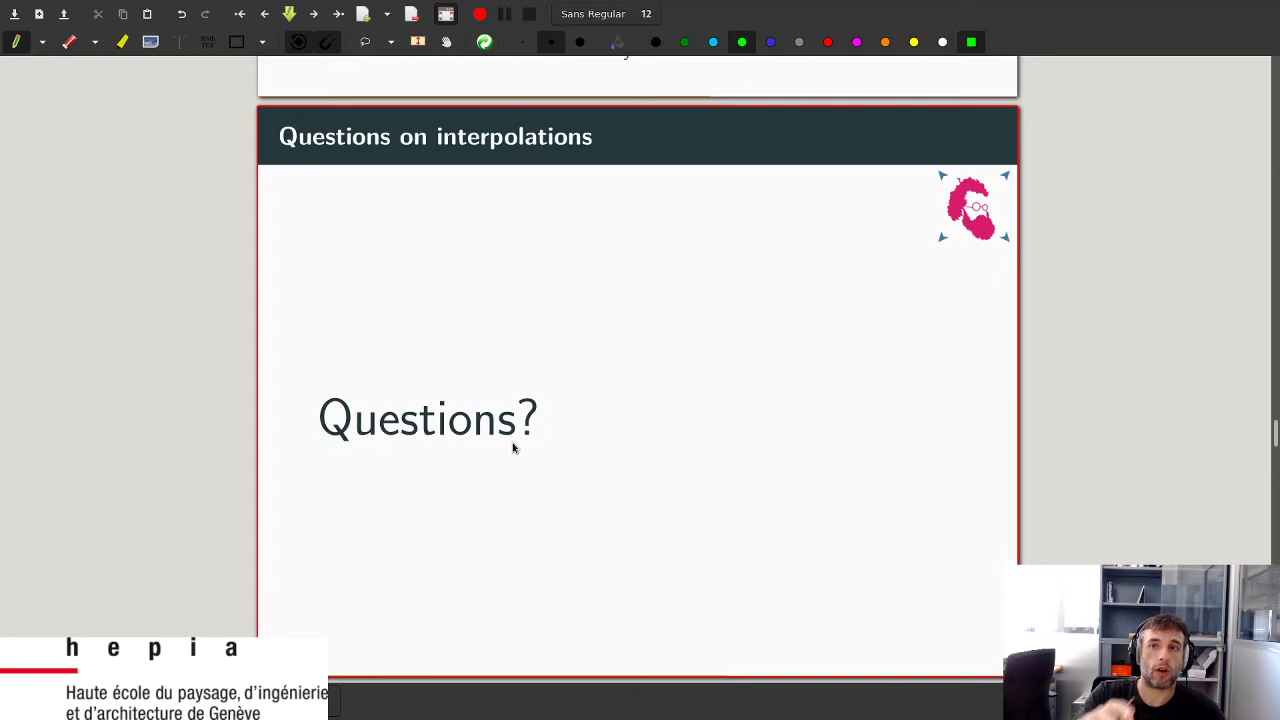 Sans Regular 12
Questions on interpolations
Questions?
h e p i a
Haute école du paysage, d'ingénierie
et d'architecture de Genève